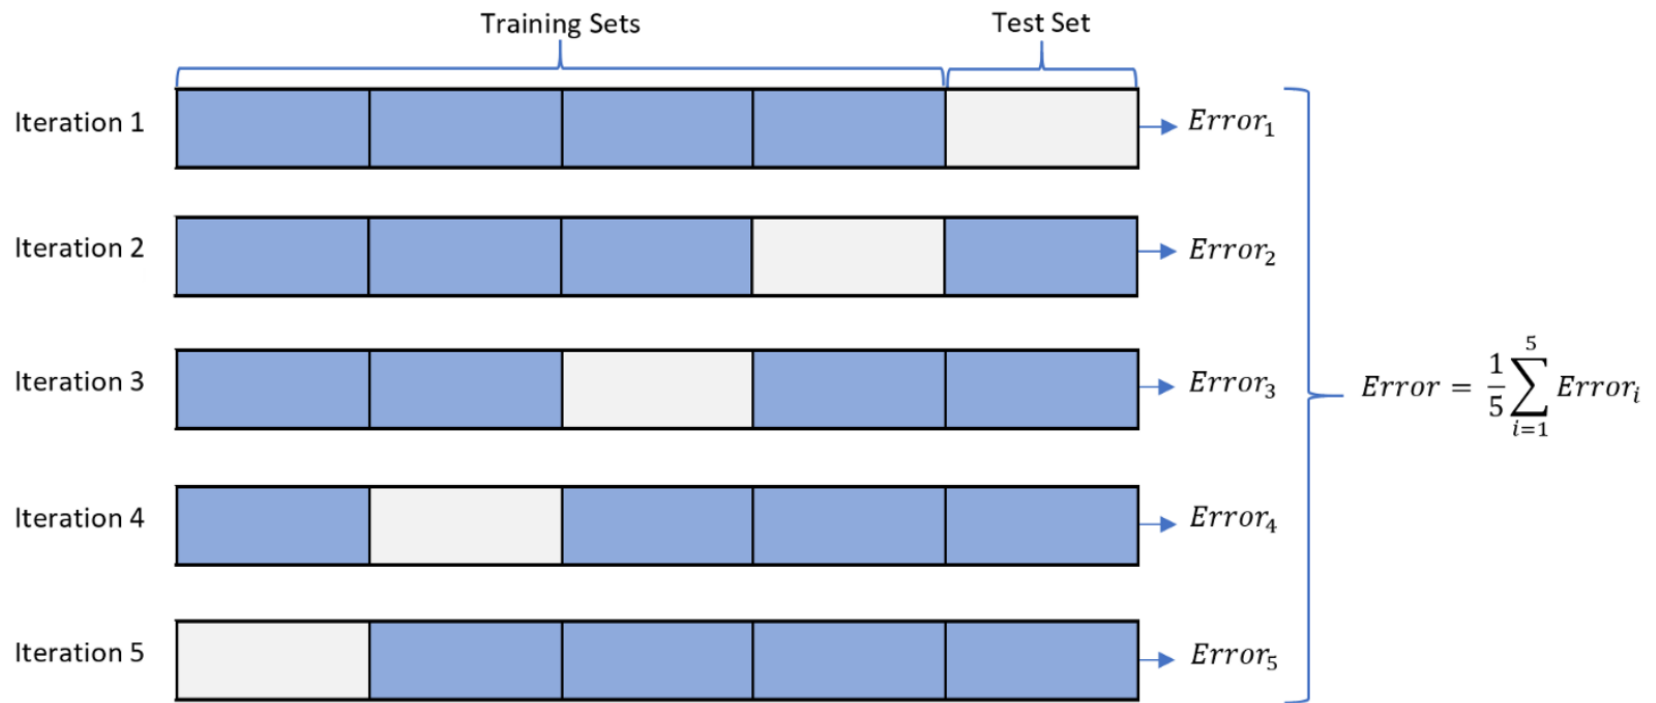 Training Sets
Test Set
Iteration 1
Error₁
Iteration 2
Error₂
Iteration 3
Error₃
Error = 1/5 ∑⁵ᵢ₌₁ Errorᵢ
Iteration 4
Error₄
Iteration 5
Error₅